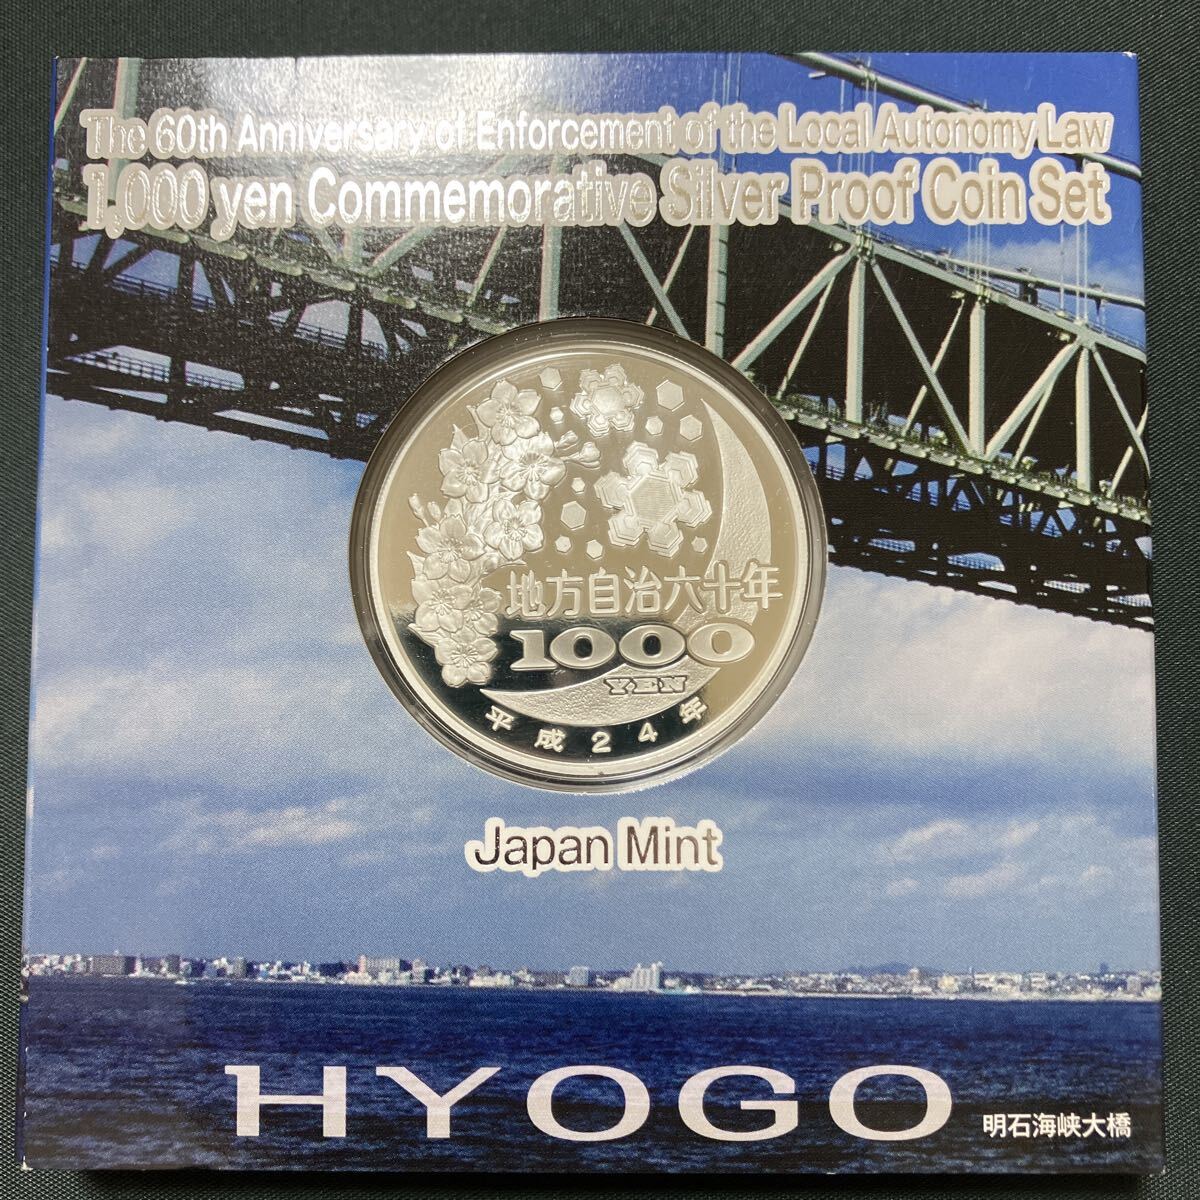 The 60th Anniversary of Enforcement of the Local Autonomy Law
1,000 yen Commemorative Silver Proof Coin Set
地方自治六十年
1000
YEN
平成24年
Japan Mint
HYOGO
明石海峡大橋